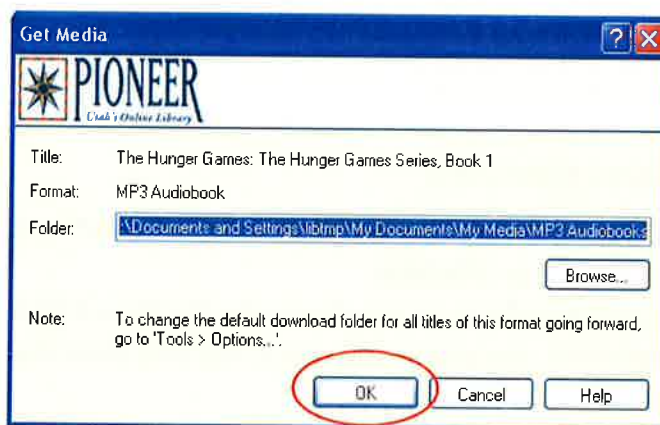 Get Media
PIONEER
Utah's Online Library
Title: The Hunger Games: The Hunger Games Series, Book 1
Format: MP3 Audiobook
Folder: :\Documents and Settings\libtmp\My Documents\My Media\MP3 Audiobooks
Browse...
Note: To change the default download folder for all titles of this format going forward,
go to 'Tools > Options...'.
OK Cancel Help